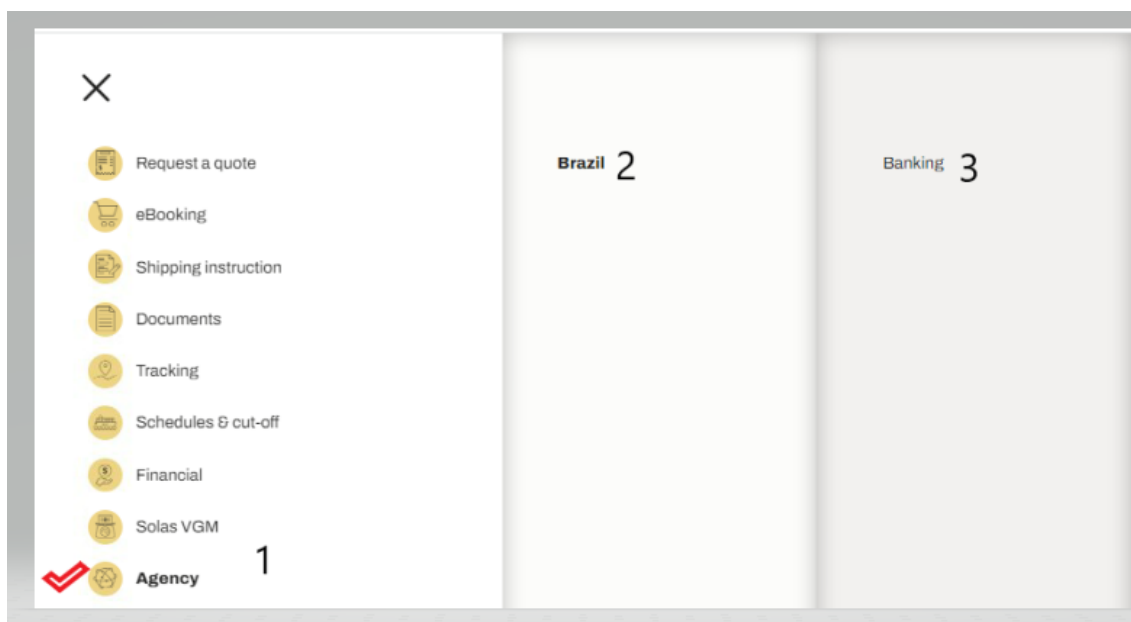 Request a quote
eBooking
Shipping instruction
Documents
Tracking
Schedules & cut-off
Financial
Solas VGM
Agency 1
Brazil 2
Banking 3